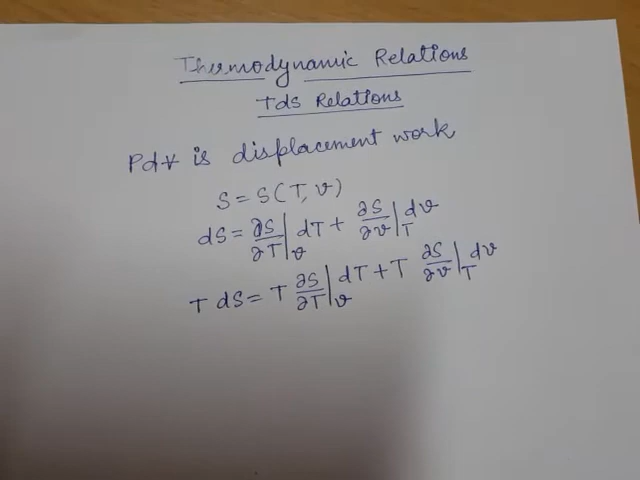 Thermodynamic Relations
Tds Relations
PdV is displacement work
S = S(T, v)
dS = ∂S/∂T|v dT + ∂S/∂v|T dv
T dS = T ∂S/∂T|v dT + T ∂S/∂v|T dv